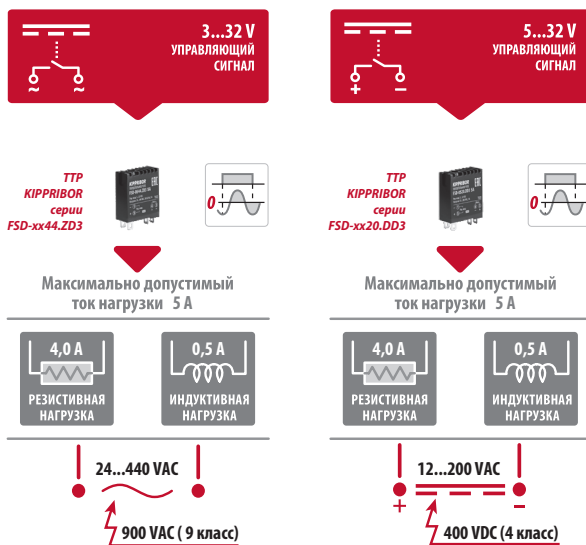 3...32 V
УПРАВЛЯЮЩИЙ
СИГНАЛ
~ ~
ТТР
KIPPRIBOR
серии
FSD-xx44.ZD3
KIPPRIBOR
0
Максимально допустимый
ток нагрузки 5 А
4,0 А
РЕЗИСТИВНАЯ
НАГРУЗКА
0,5 А
ИНДУКТИВНАЯ
НАГРУЗКА
24...440 VAC
900 VAC ( 9 класс)
5...32 V
УПРАВЛЯЮЩИЙ
СИГНАЛ
+ −
ТТР
KIPPRIBOR
серии
FSD-xx20.DD3
KIPPRIBOR
0
Максимально допустимый
ток нагрузки 5 А
4,0 А
РЕЗИСТИВНАЯ
НАГРУЗКА
0,5 А
ИНДУКТИВНАЯ
НАГРУЗКА
12...200 VAC
+ −
400 VDC (4 класс)